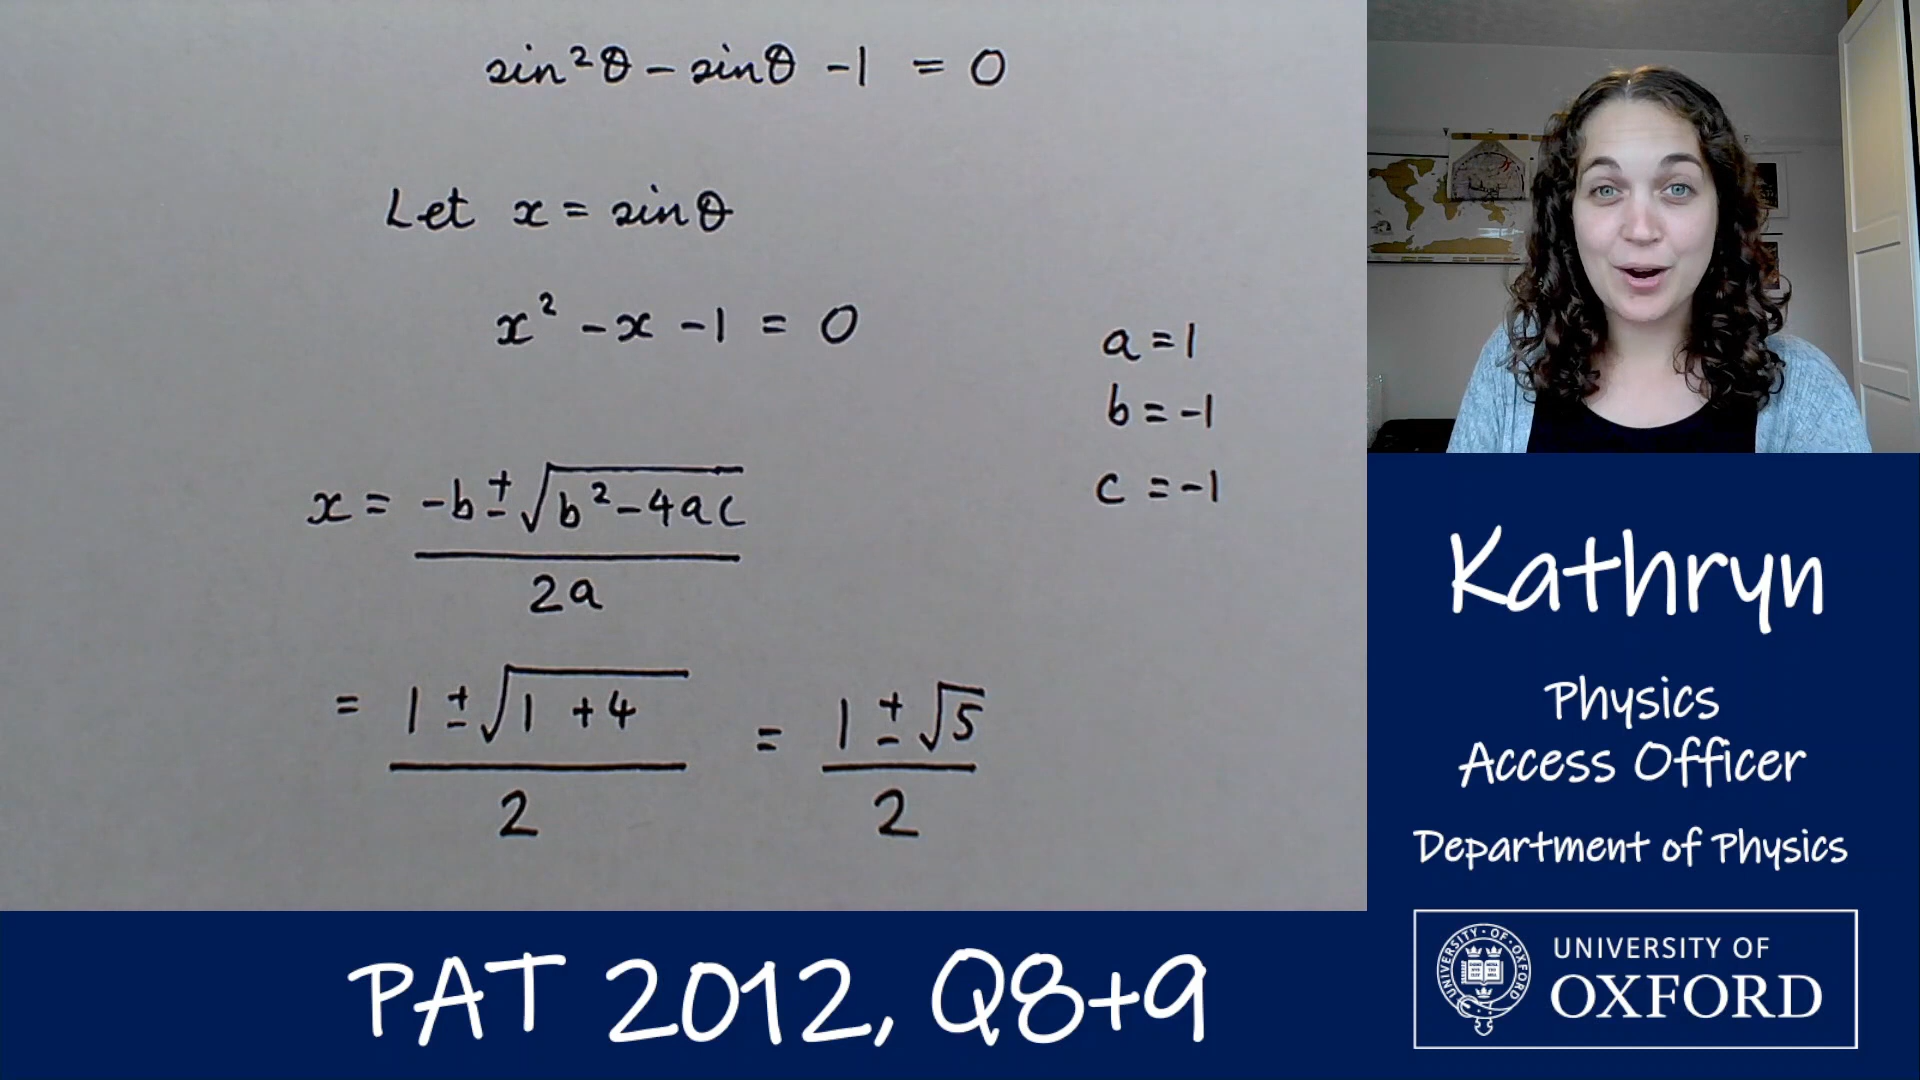 sin²θ - sinθ - 1 = 0
Let x = sinθ
x² - x - 1 = 0
a = 1
b = -1
c = -1
x = -b ± √(b² - 4ac) / 2a
= 1 ± √(1 + 4) / 2 = 1 ± √5 / 2
Kathryn
Physics
Access Officer
Department of Physics
UNIVERSITY OF
OXFORD
PAT 2012, Q8+9